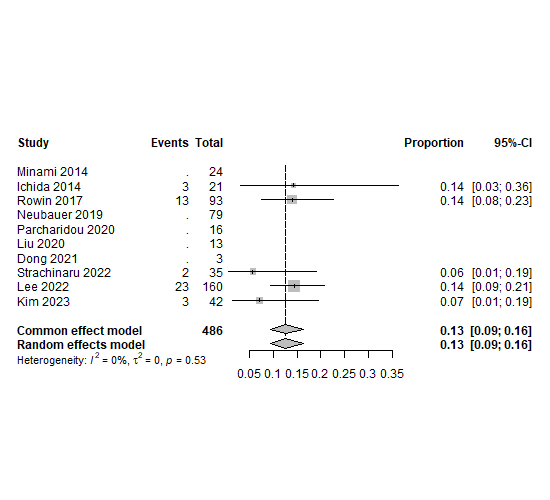 Study Events Total Proportion 95%-CI
Minami 2014 . 24
Ichida 2014 3 21 0.14 [0.03; 0.36]
Rowin 2017 13 93 0.14 [0.08; 0.23]
Neubauer 2019 . 79
Parcharidou 2020 . 16
Liu 2020 . 13
Dong 2021 . 3
Strachinaru 2022 2 35 0.06 [0.01; 0.19]
Lee 2022 23 160 0.14 [0.09; 0.21]
Kim 2023 3 42 0.07 [0.01; 0.19]
Common effect model 486 0.13 [0.09; 0.16]
Random effects model 0.13 [0.09; 0.16]
Heterogeneity: I² = 0%, τ² = 0, p = 0.53
0.05 0.1 0.15 0.2 0.25 0.3 0.35